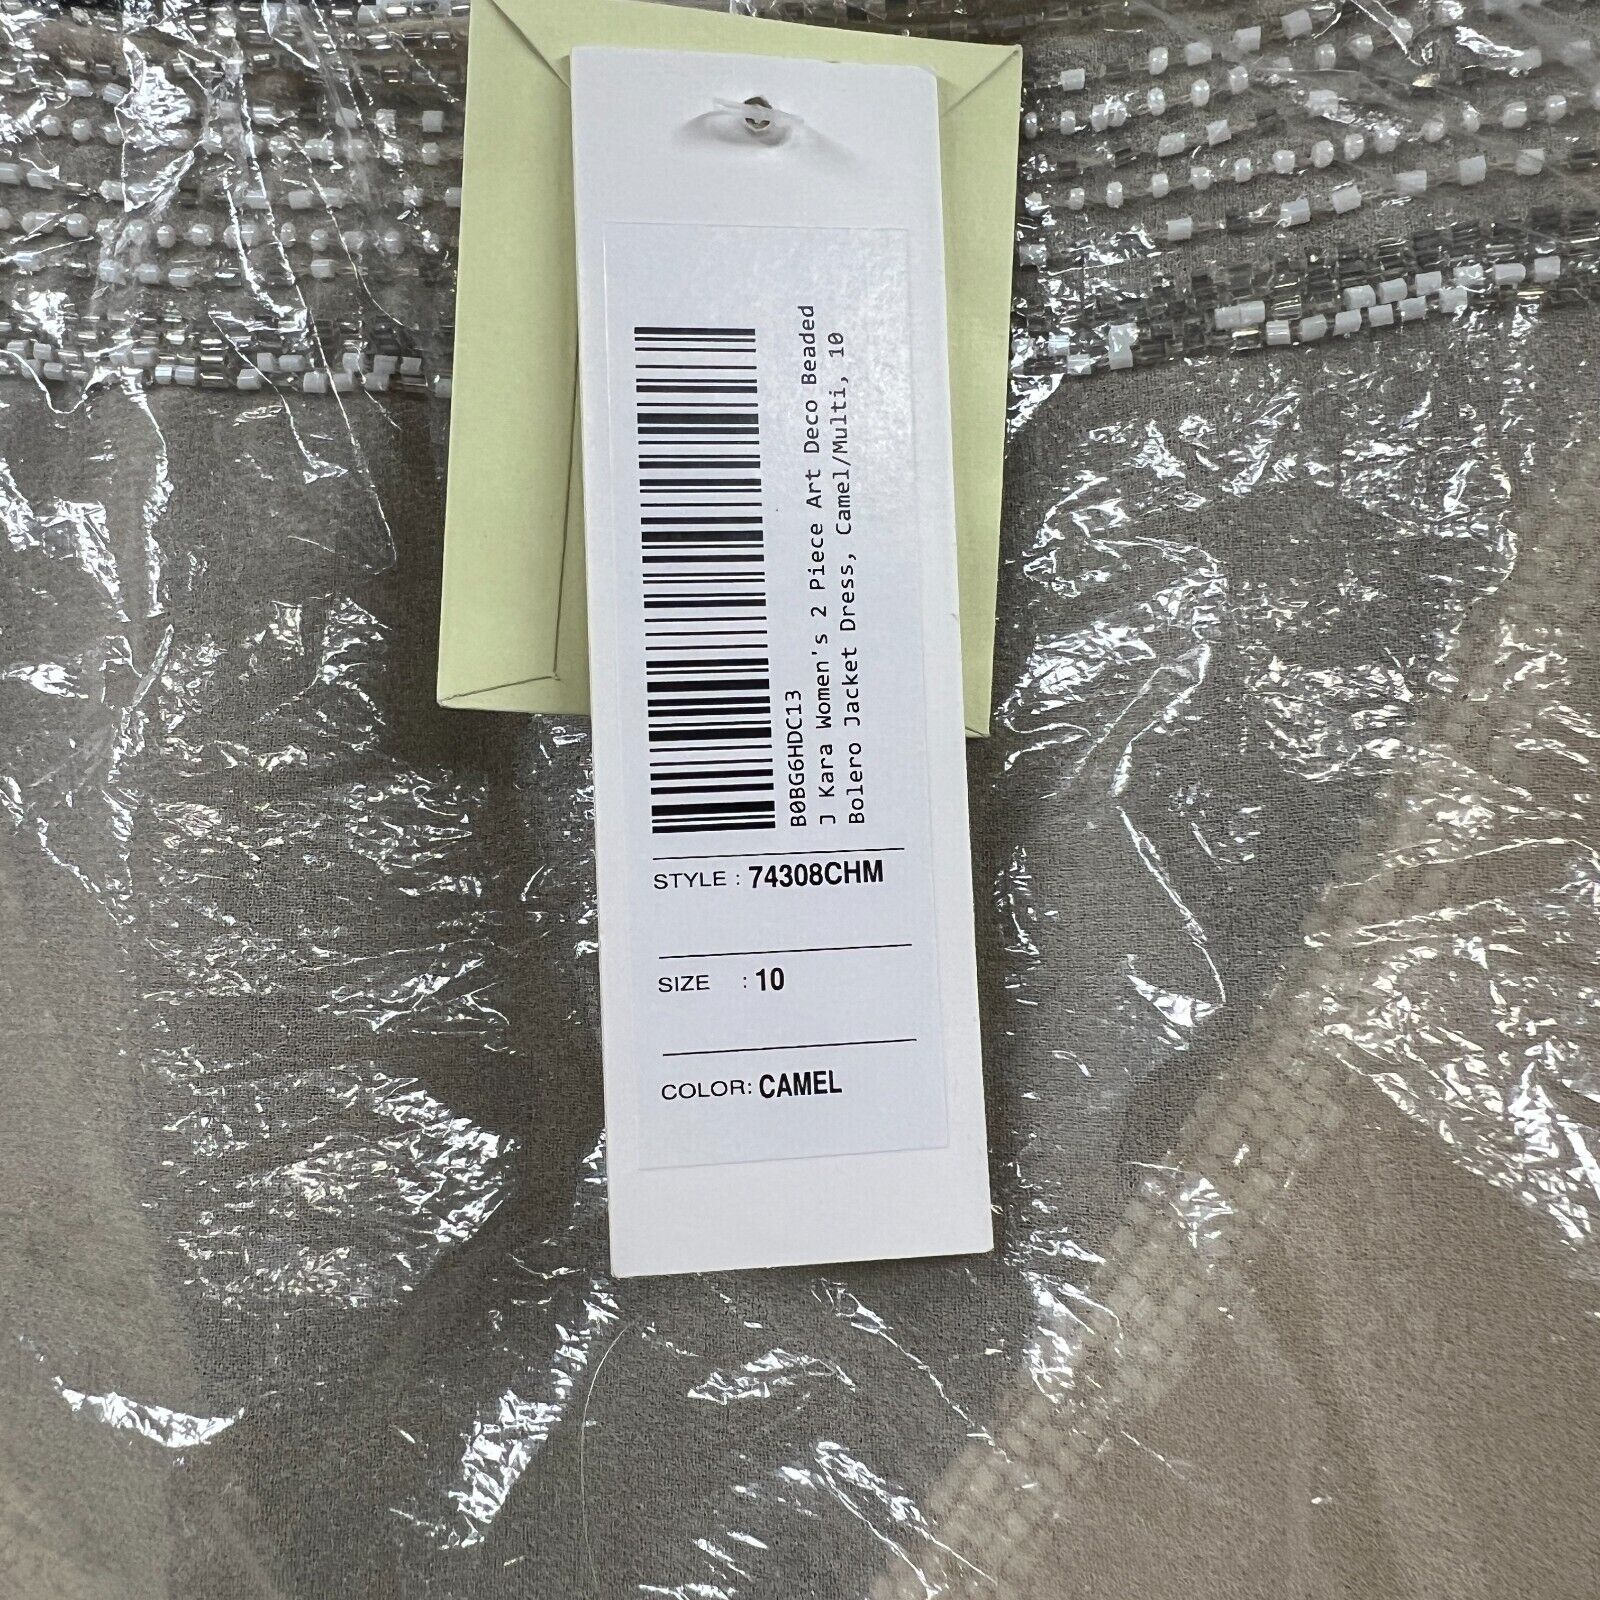 B0BG6HDC13
J Kara Women's 2 Piece Art Deco Beaded
Bolero Jacket Dress, Camel/Multi, 10
STYLE : 74308CHM
SIZE : 10
COLOR: CAMEL